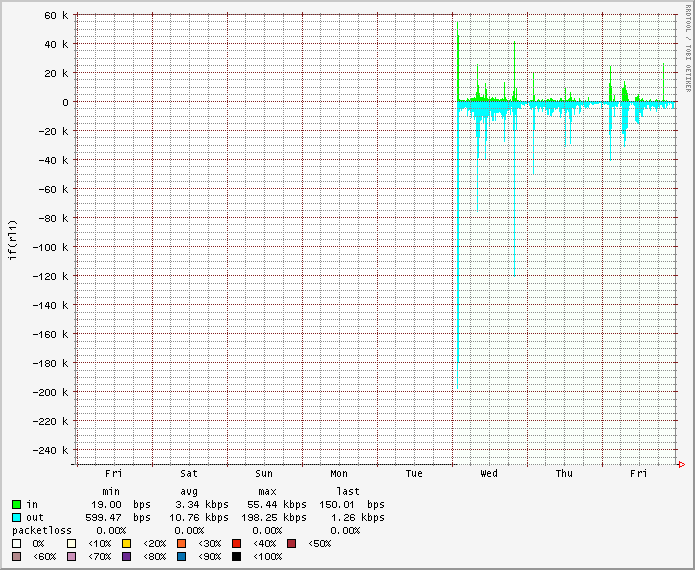 RRDTOOL / TOBI OETIKER
if(rl1)
60 k
40 k
20 k
0
-20 k
-40 k
-60 k
-80 k
-100 k
-120 k
-140 k
-160 k
-180 k
-200 k
-220 k
-240 k
Fri Sat Sun Mon Tue Wed Thu Fri
min avg max last
in 19.00 bps 3.34 kbps 55.44 kbps 150.01 bps
out 599.47 bps 10.76 kbps 198.25 kbps 1.26 kbps
packetloss 0.00% 0.00% 0.00% 0.00%
0% <10% <20% <30% <40% <50%
<60% <70% <80% <90% <100%